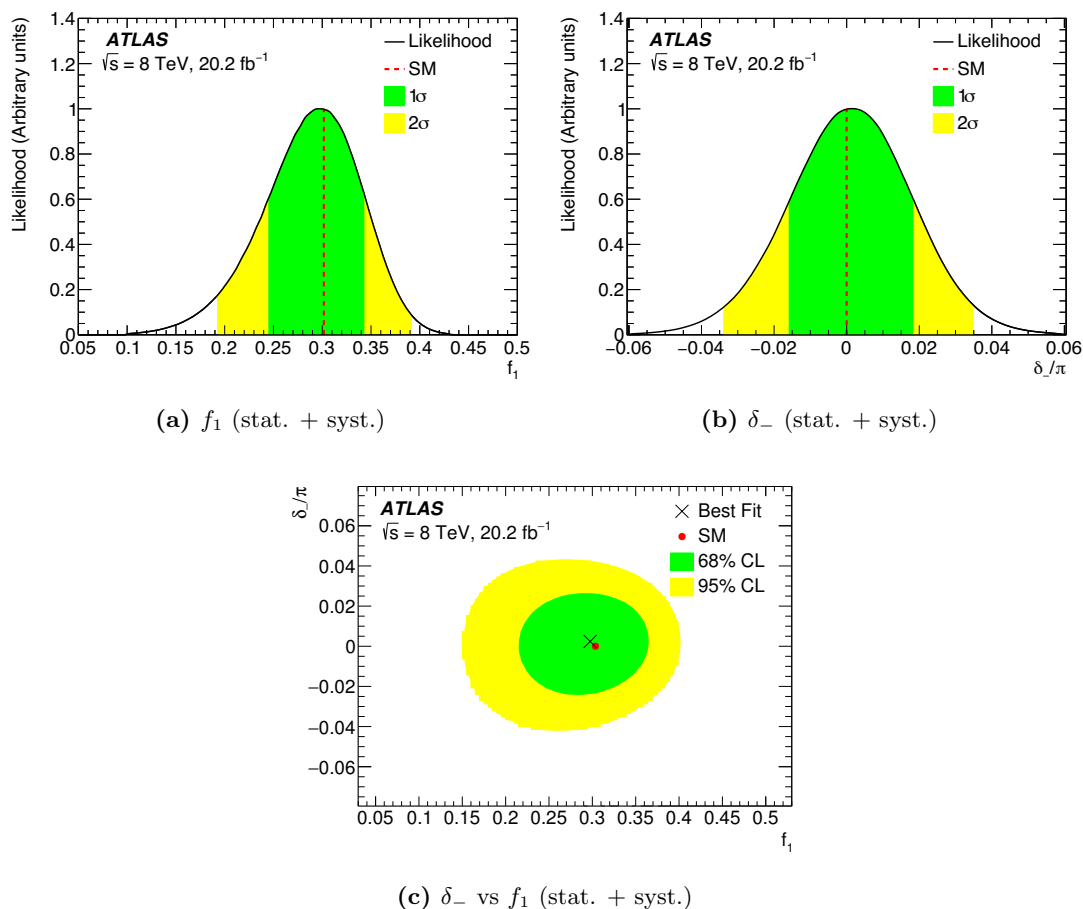 Likelihood (Arbitrary units)
1.4
1.2
1
0.8
0.6
0.4
0.2
0
ATLAS
√s = 8 TeV, 20.2 fb⁻¹
Likelihood
SM
1σ
2σ
0.05 0.1 0.15 0.2 0.25 0.3 0.35 0.4 0.45 0.5
f₁
(a) f₁ (stat. + syst.)
Likelihood (Arbitrary units)
1.4
1.2
1
0.8
0.6
0.4
0.2
0
ATLAS
√s = 8 TeV, 20.2 fb⁻¹
Likelihood
SM
1σ
2σ
−0.06 −0.04 −0.02 0 0.02 0.04 0.06
δ₋/π
(b) δ₋ (stat. + syst.)
δ₋/π
0.06
0.04
0.02
0
−0.02
−0.04
−0.06
ATLAS
√s = 8 TeV, 20.2 fb⁻¹
Best Fit
SM
68% CL
95% CL
0.05 0.1 0.15 0.2 0.25 0.3 0.35 0.4 0.45 0.5
f₁
(c) δ₋ vs f₁ (stat. + syst.)